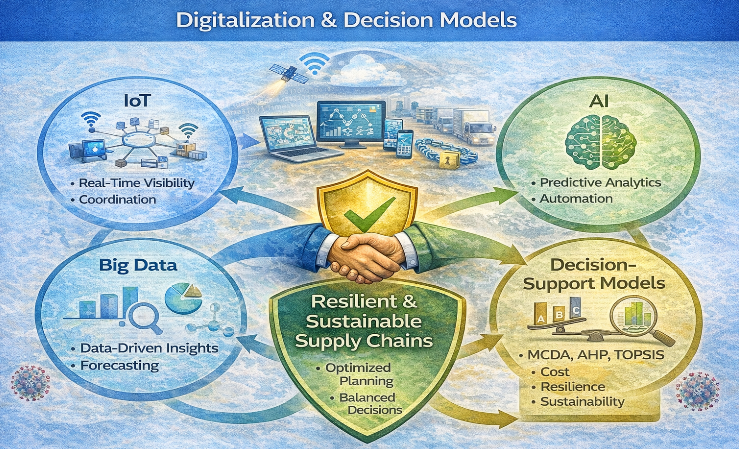 Digitalization & Decision Models
IoT
• Real-Time Visibility
• Coordination
AI
• Predictive Analytics
• Automation
Big Data
• Data-Driven Insights
• Forecasting
Resilient &
Sustainable
Supply Chains
• Optimized
Planning
• Balanced
Decisions
Decision-
Support Models
A B C
• MCDA, AHP, TOPSIS
• Cost
• Resilience
• Sustainability